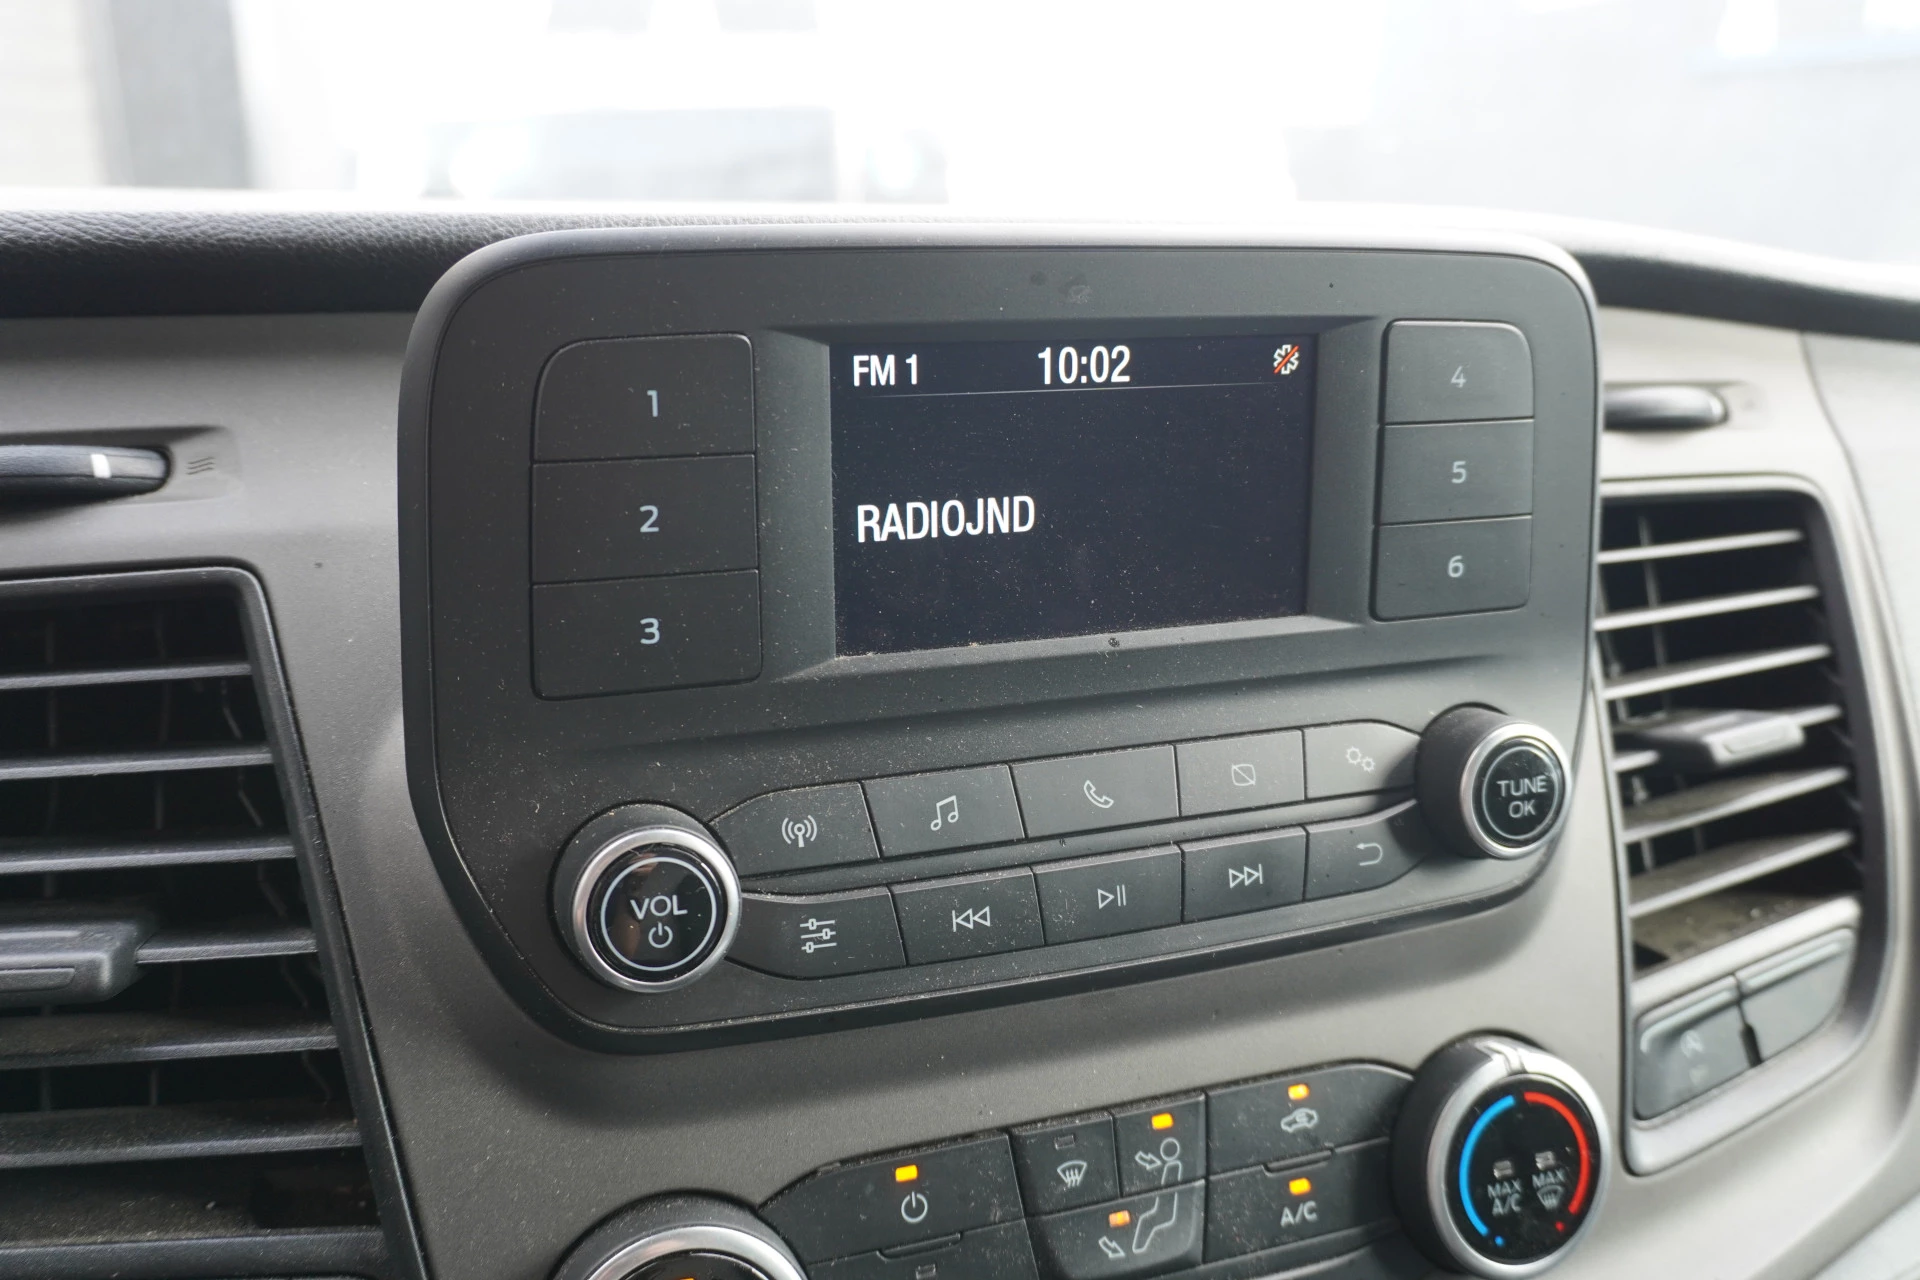 FM 1 10:02
RADIOJND
1
2
3
4
5
6
VOL
TUNE
OK
A/C
MAX
A/C
MAX